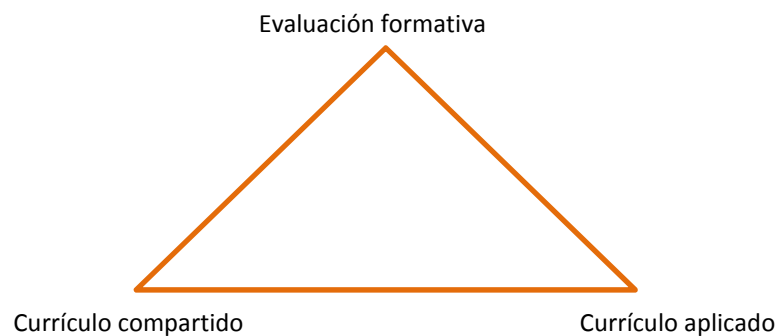 Evaluación formativa
Currículo compartido
Currículo aplicado